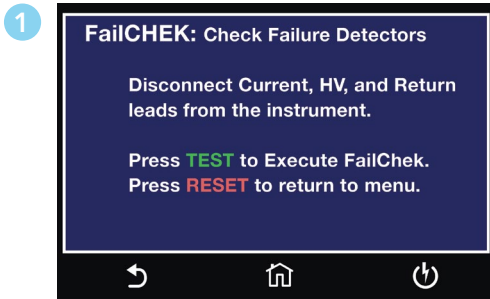 1
FailCHEK: Check Failure Detectors
Disconnect Current, HV, and Return
leads from the instrument.
Press TEST to Execute FailChek.
Press RESET to return to menu.